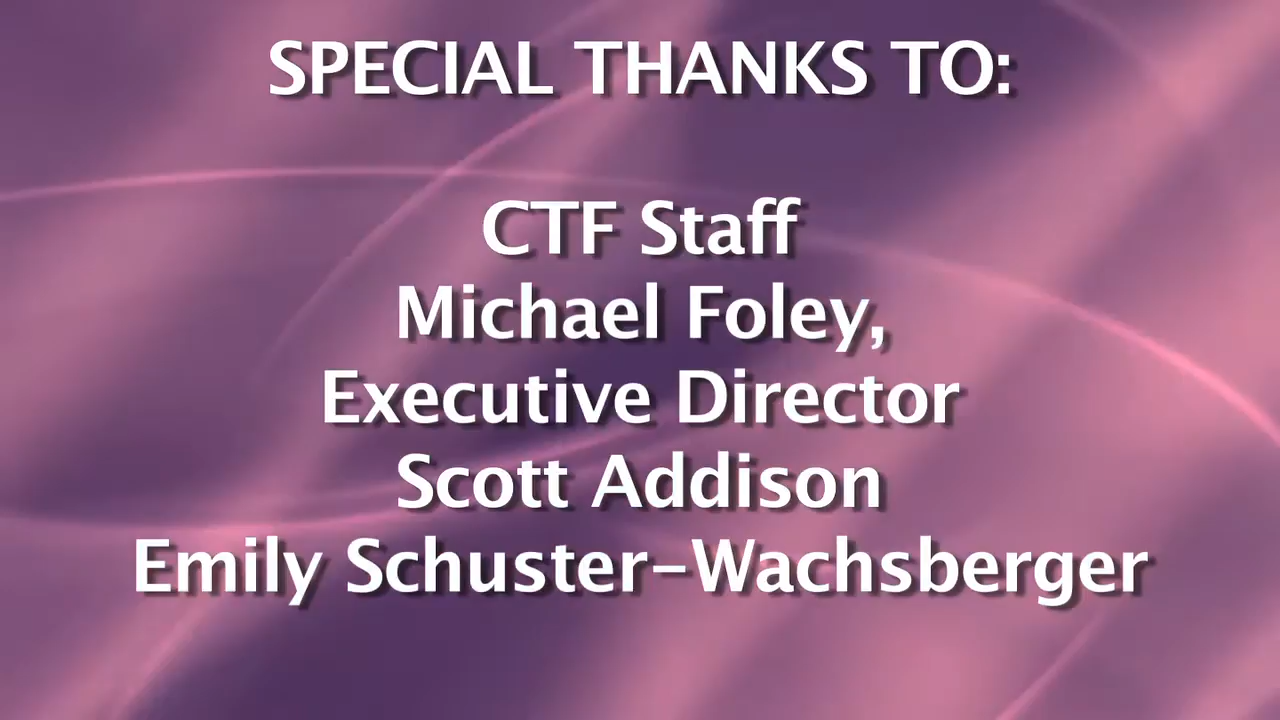 SPECIAL THANKS TO:
CTF Staff
Michael Foley,
Executive Director
Scott Addison
Emily Schuster-Wachsberger